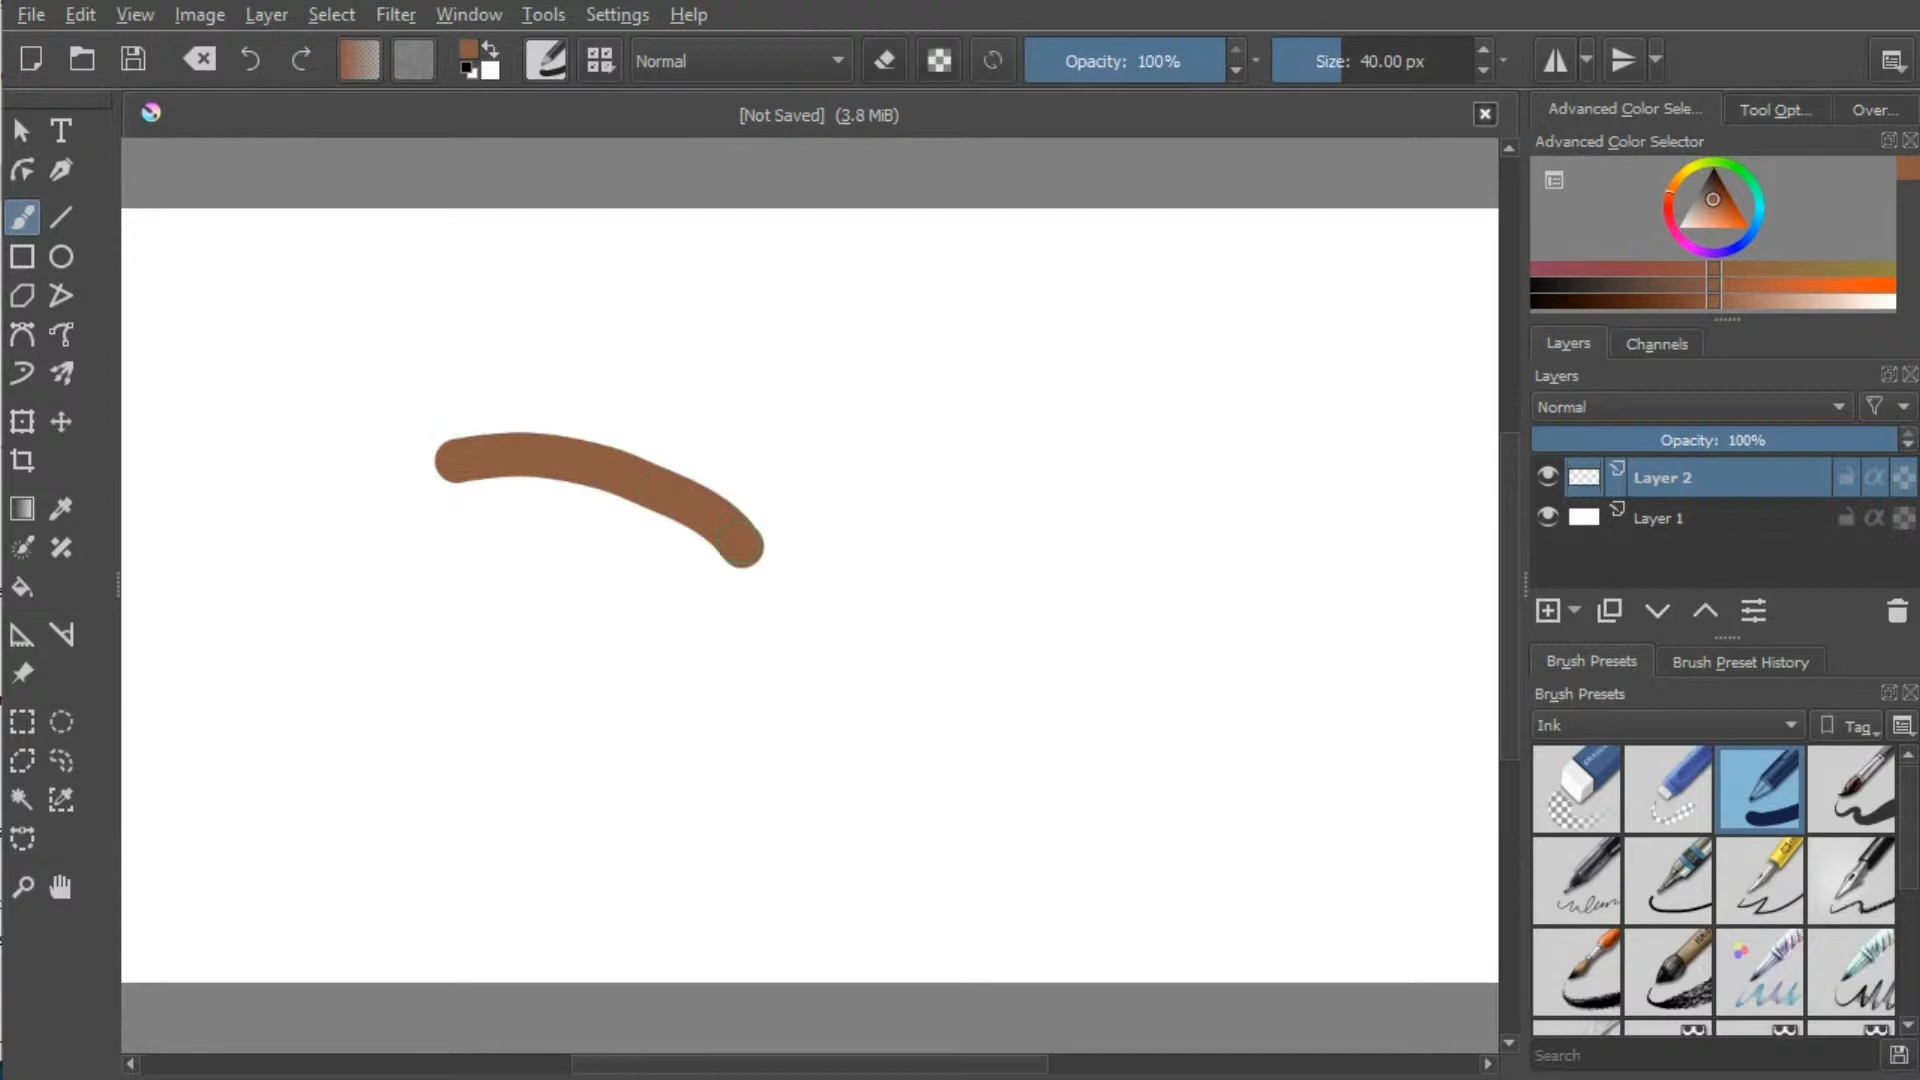 File Edit View Image Layer Select Filter Window Tools Settings Help
Normal Opacity: 100% Size: 40.00 px
[Not Saved] (3.8 MiB)
Advanced Color Sele... Tool Opt... Over...
Advanced Color Selector
Layers Channels
Layers
Normal
Opacity: 100%
Layer 2
Layer 1
Brush Presets Brush Preset History
Brush Presets
Ink Tag
Search